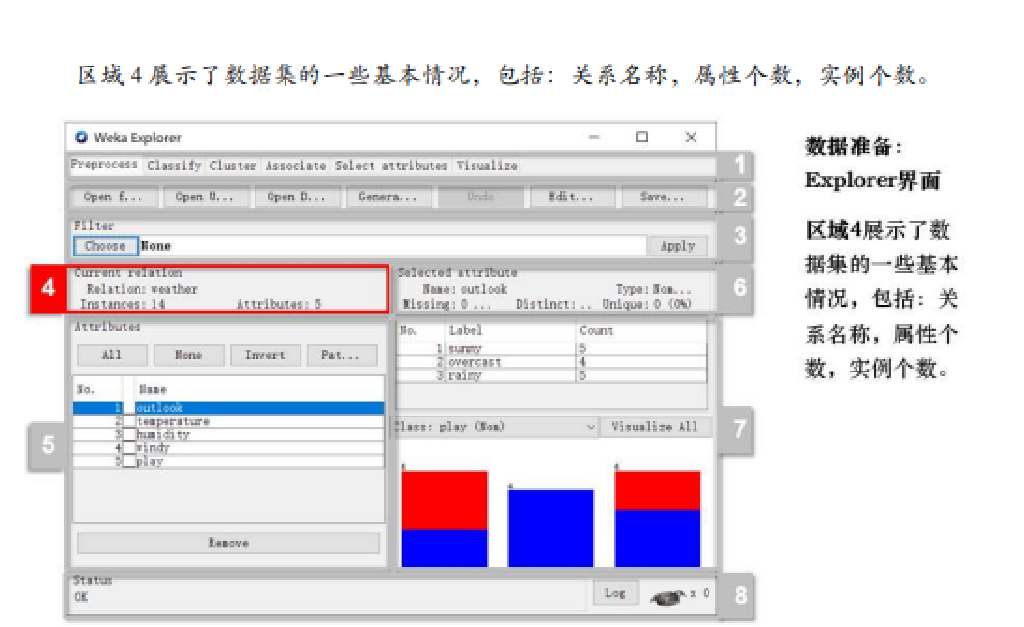 区域 4 展示了数据集的一些基本情况，包括：关系名称，属性个数，实例个数。
Weka Explorer
Preprocess Classify Cluster Associate Select attributes Visualize
1
Open f... Open U... Open D... Genera... Undo Edit... Save...
2
Filter
Choose None Apply
3
4
Current relation
Relation: weather
Instances: 14 Attributes: 5
Selected attribute
Name: outlook Type: Nom...
Missing: 0 ... Distinct:.. Unique: 0 (0%)
6
Attributes
All None Invert Pat...
No. Name
1 outlook
2 temperature
3 humidity
4 windy
5 play
Remove
5
No. Label Count
1 sunny 5
2 overcast 4
3 rainy 5
Class: play (Nom) Visualize All
7
Status
OK
Log x 0
8
数据准备：
Explorer界面
区域4展示了数
据集的一些基本
情况，包括：关
系名称，属性个
数，实例个数。